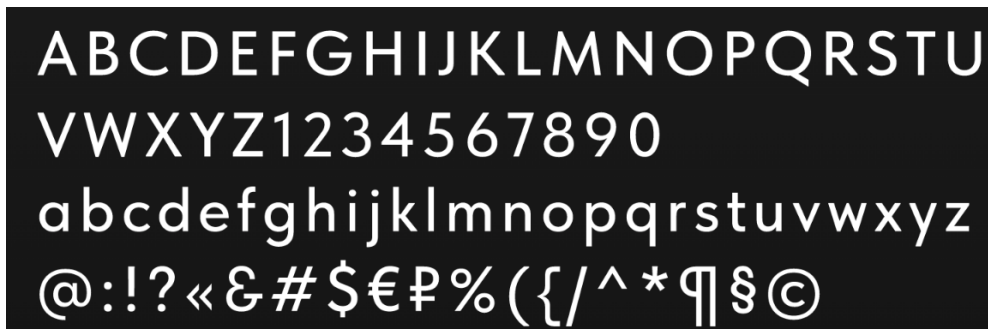 ABCDEFGHIJKLMNOPQRSTU
VWXYZ1234567890
abcdefghijklmnopqrstuvwxyz
@:!?«&#$€₽%({/^*¶§©